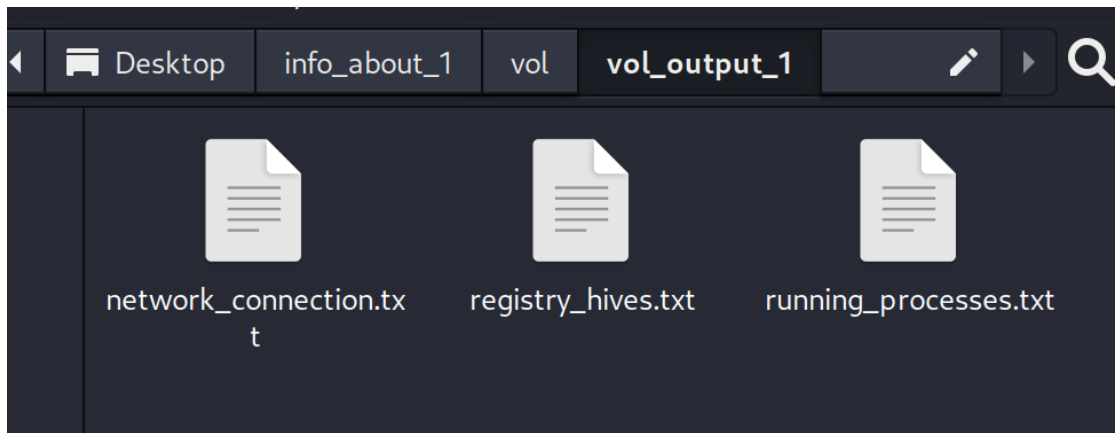 Desktop info_about_1 vol vol_output_1
network_connection.tx registry_hives.txt running_processes.txt
t